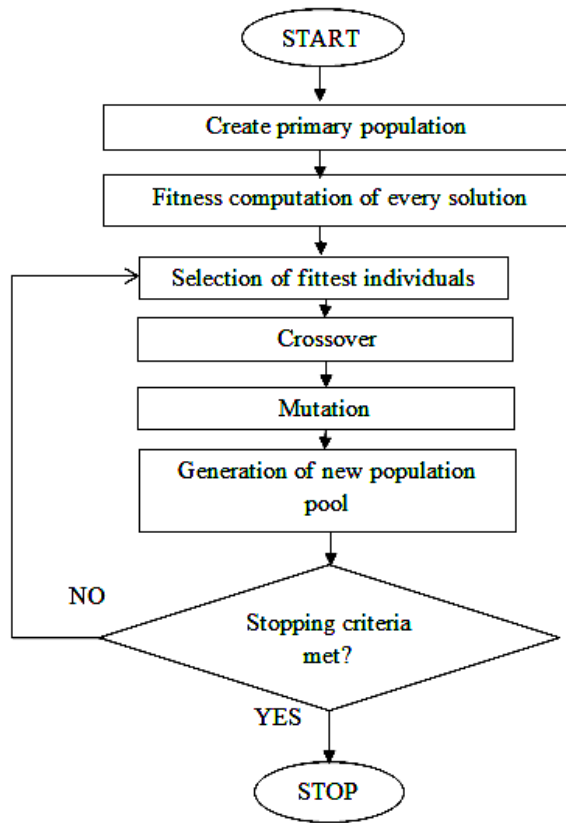 START
Create primary population
Fitness computation of every solution
Selection of fittest individuals
Crossover
Mutation
Generation of new population
pool
NO
Stopping criteria
met?
YES
STOP